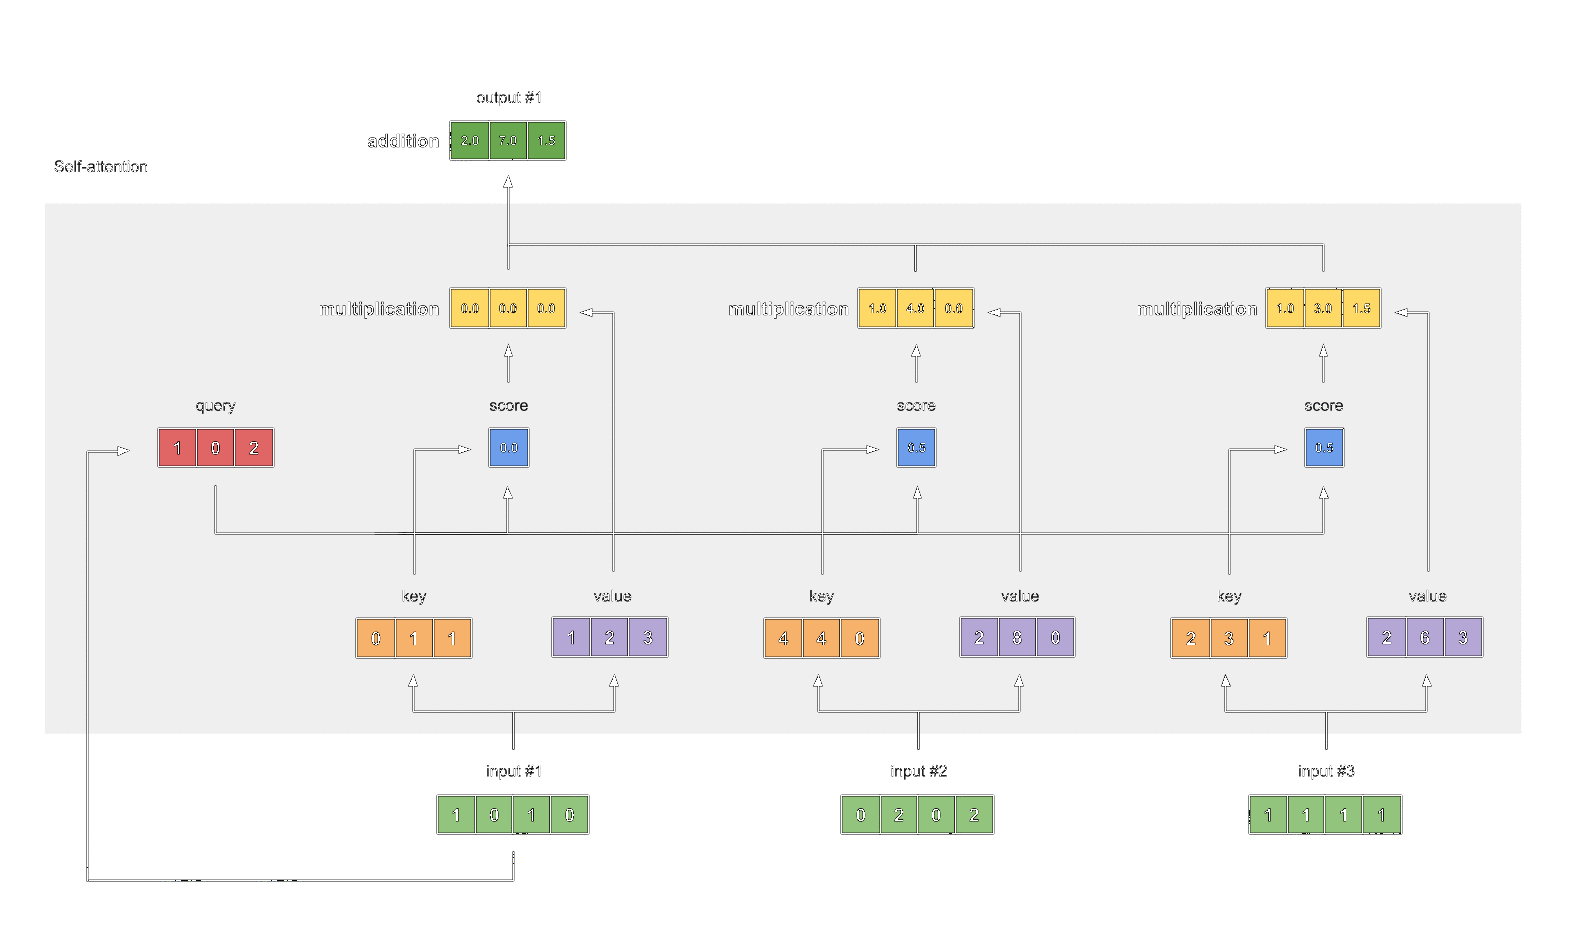 output #1
addition 2.0 7.0 1.5
Self-attention
multiplication 0.0 0.0 0.0
multiplication 1.0 4.0 0.0
multiplication 1.0 3.0 1.5
query
score
score
score
1 0 2
0.0
0.5
0.5
key
value
key
value
key
value
0 1 1
1 2 3
4 4 0
2 8 0
2 3 1
2 6 3
input #1
input #2
input #3
1 0 1 0
0 2 0 2
1 1 1 1